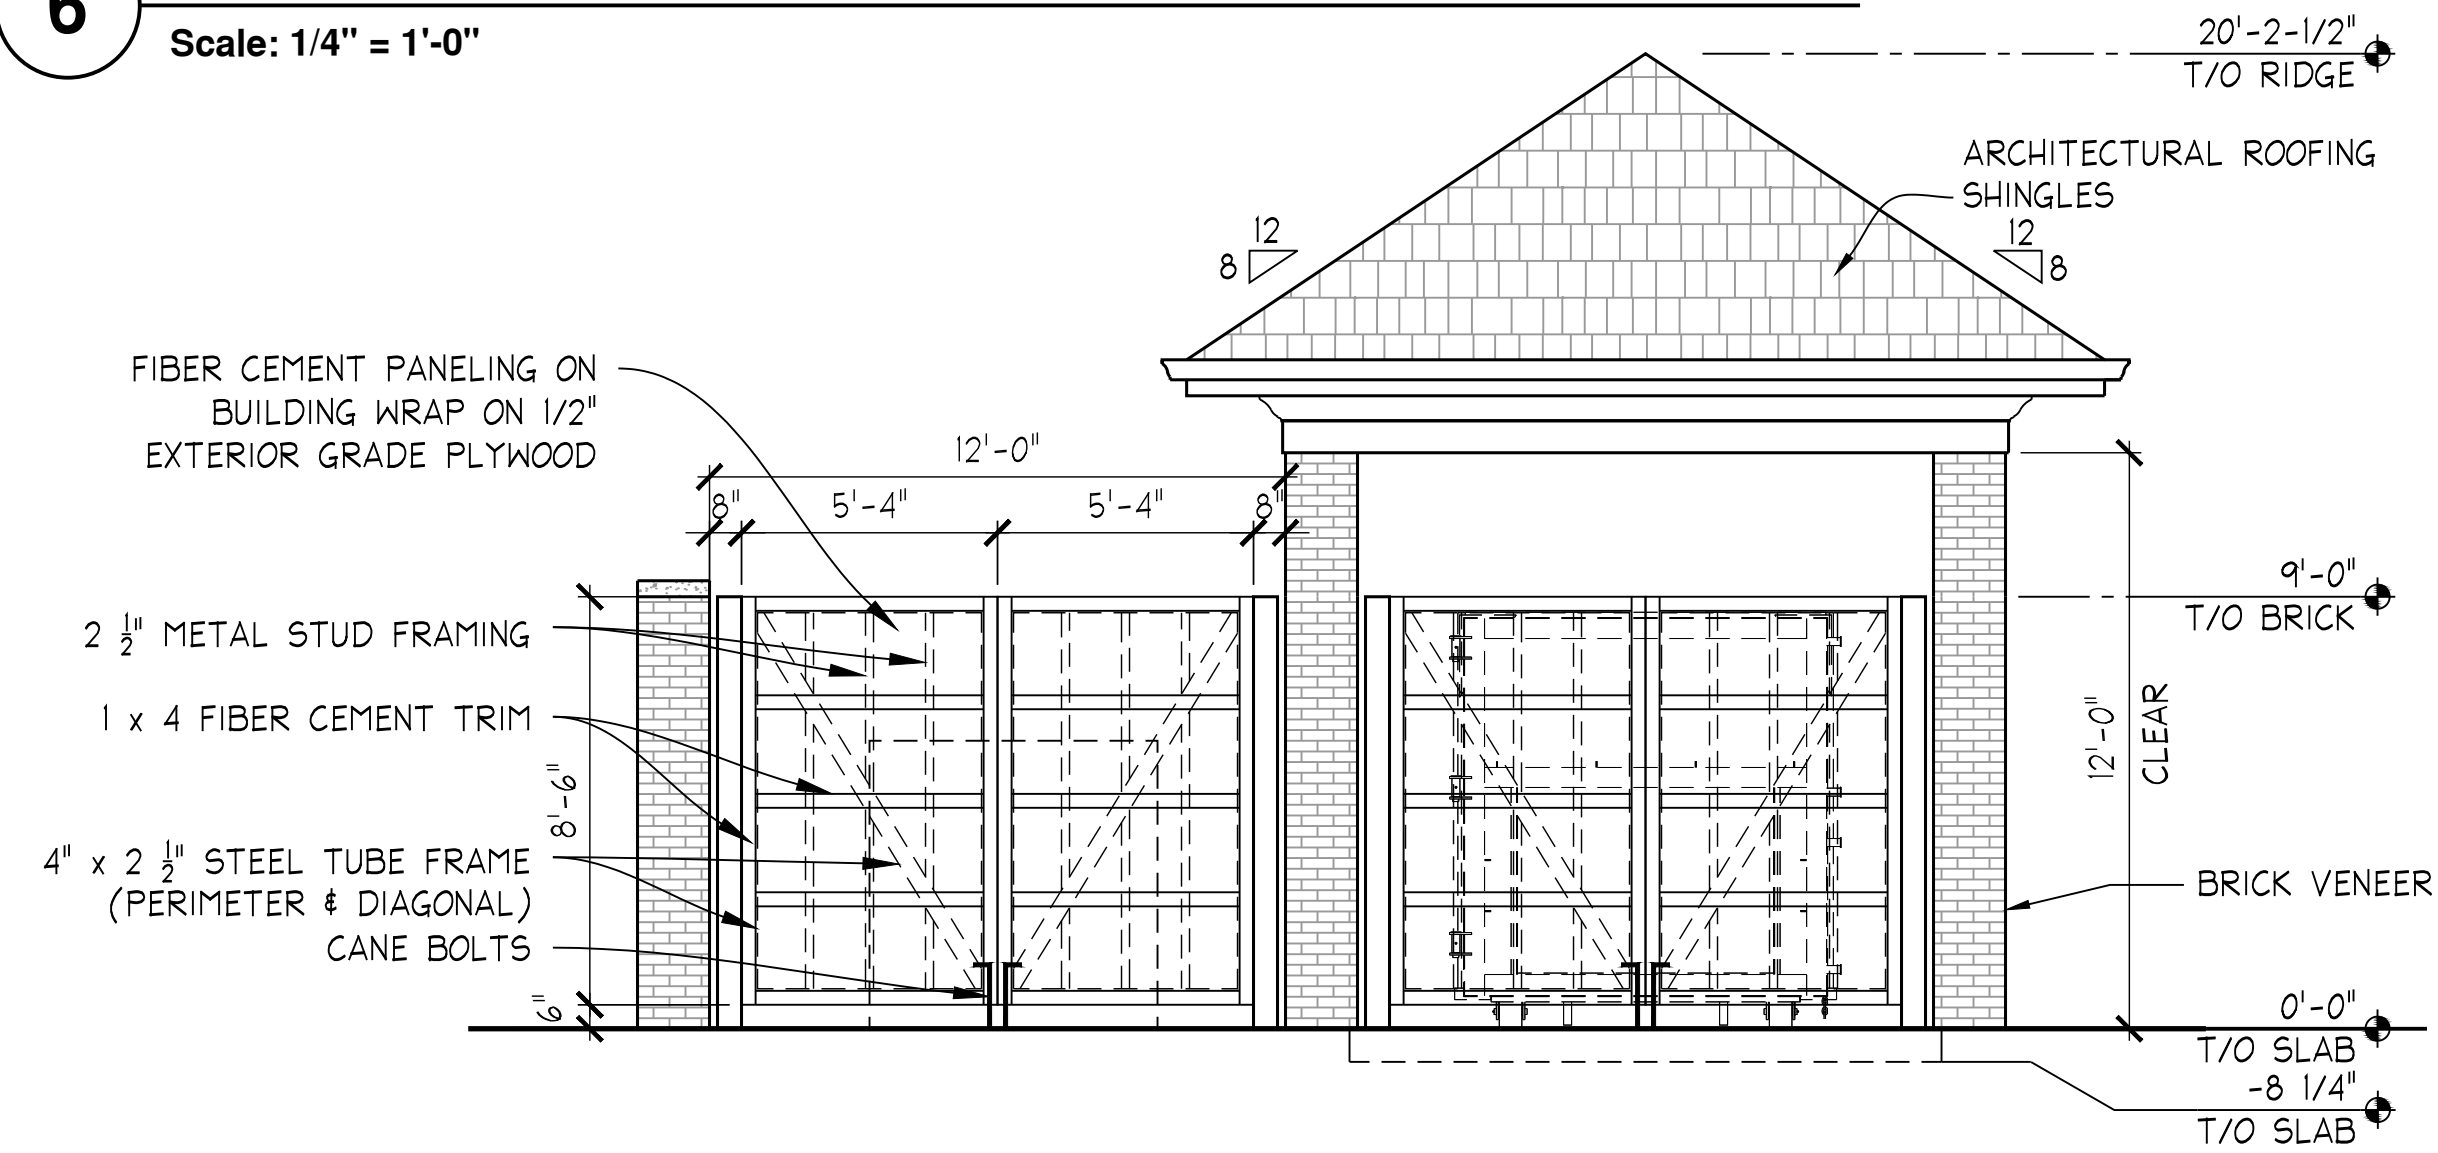 6
Scale: 1/4" = 1'-0"
20'-2-1/2"
T/O RIDGE
ARCHITECTURAL ROOFING
SHINGLES
12
8
12
8
FIBER CEMENT PANELING ON
BUILDING WRAP ON 1/2"
EXTERIOR GRADE PLYWOOD
12'-0"
8"
5'-4"
5'-4"
8"
9'-0"
T/O BRICK
2 ½" METAL STUD FRAMING
1 x 4 FIBER CEMENT TRIM
8'-6"
12'-0"
CLEAR
4" x 2 ½" STEEL TUBE FRAME
(PERIMETER & DIAGONAL)
CANE BOLTS
BRICK VENEER
6"
0'-0"
T/O SLAB
-8 1/4"
T/O SLAB